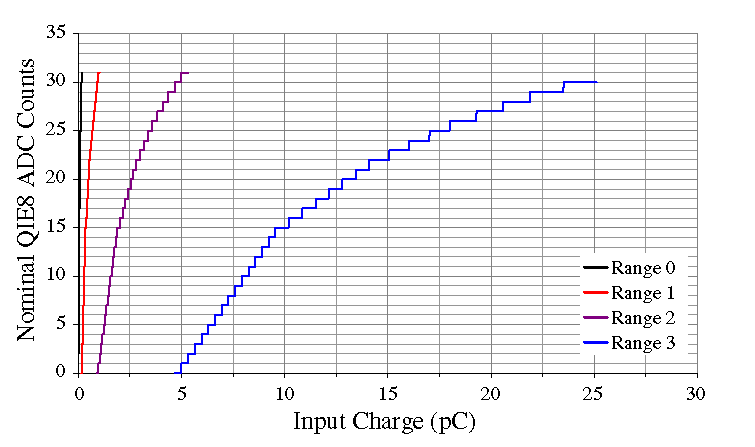 35
30
25
20
15
10
5
0
Nominal QIE8 ADC Counts
Range 0
Range 1
Range 2
Range 3
0 5 10 15 20 25 30
Input Charge (pC)